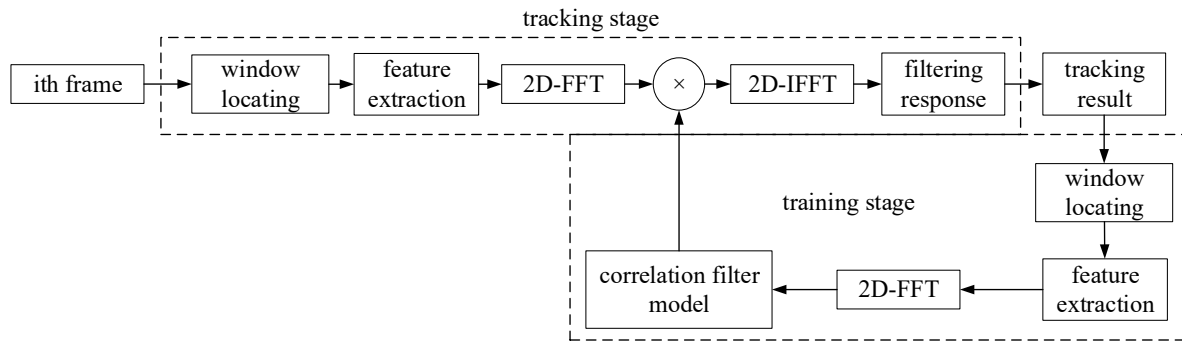 tracking stage
ith frame
window
locating
feature
extraction
2D-FFT
×
2D-IFFT
filtering
response
tracking
result
window
locating
training stage
feature
extraction
2D-FFT
correlation filter
model